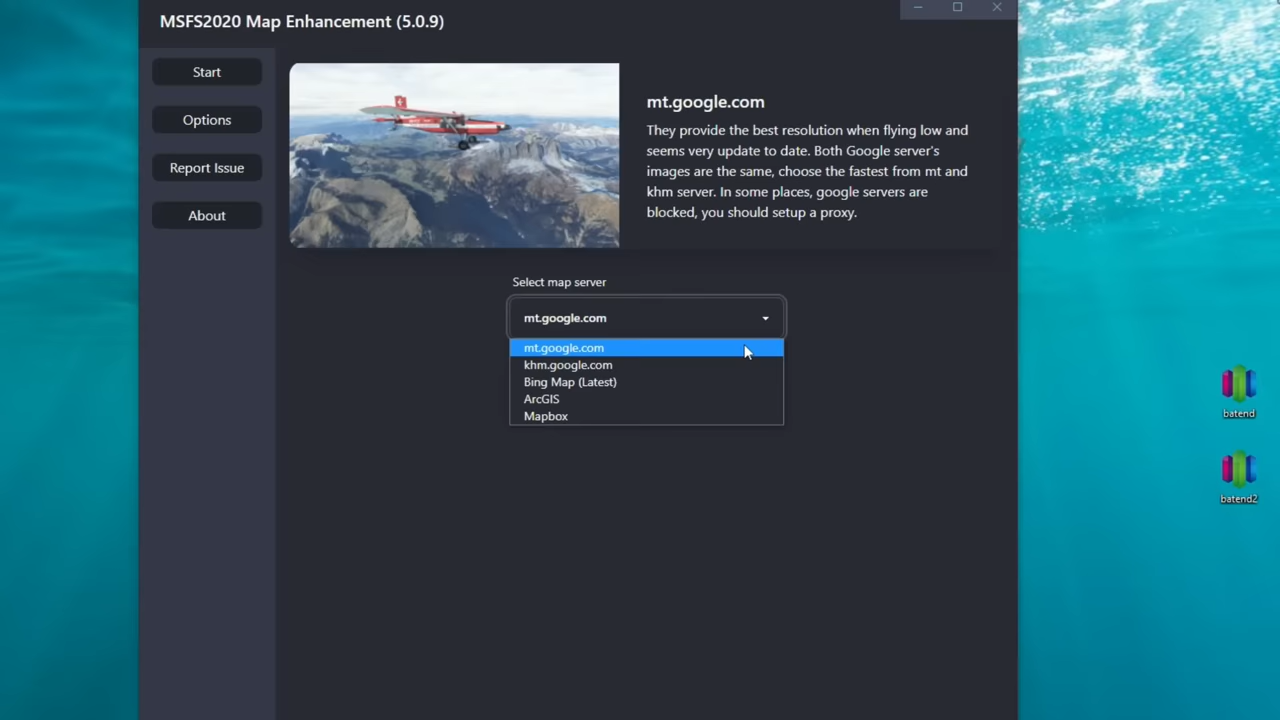 MSFS2020 Map Enhancement (5.0.9)
Start
Options
Report Issue
About
mt.google.com
They provide the best resolution when flying low and
seems very update to date. Both Google server's
images are the same, choose the fastest from mt and
khm server. In some places, google servers are
blocked, you should setup a proxy.
Select map server
mt.google.com
mt.google.com
khm.google.com
Bing Map (Latest)
ArcGIS
Mapbox
batend
batend2